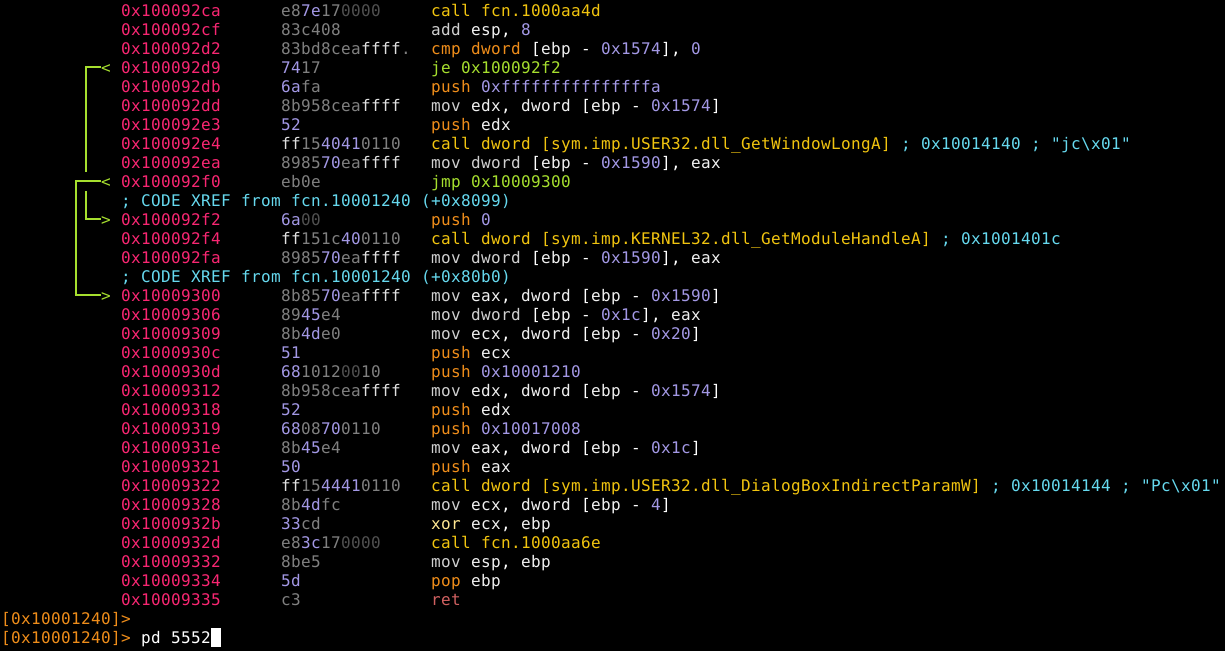 0x100092ca e87e170000 call fcn.1000aa4d
0x100092cf 83c408 add esp, 8
0x100092d2 83bd8ceaffff. cmp dword [ebp - 0x1574], 0
< 0x100092d9 7417 je 0x100092f2
0x100092db 6afa push 0xfffffffffffffffa
0x100092dd 8b958ceaffff mov edx, dword [ebp - 0x1574]
0x100092e3 52 push edx
0x100092e4 ff1540410110 call dword [sym.imp.USER32.dll_GetWindowLongA] ; 0x10014140 ; "jc\x01"
0x100092ea 898570eaffff mov dword [ebp - 0x1590], eax
< 0x100092f0 eb0e jmp 0x10009300
; CODE XREF from fcn.10001240 (+0x8099)
> 0x100092f2 6a00 push 0
0x100092f4 ff151c400110 call dword [sym.imp.KERNEL32.dll_GetModuleHandleA] ; 0x1001401c
0x100092fa 898570eaffff mov dword [ebp - 0x1590], eax
; CODE XREF from fcn.10001240 (+0x80b0)
> 0x10009300 8b8570eaffff mov eax, dword [ebp - 0x1590]
0x10009306 8945e4 mov dword [ebp - 0x1c], eax
0x10009309 8b4de0 mov ecx, dword [ebp - 0x20]
0x1000930c 51 push ecx
0x1000930d 6810120010 push 0x10001210
0x10009312 8b958ceaffff mov edx, dword [ebp - 0x1574]
0x10009318 52 push edx
0x10009319 6808700110 push 0x10017008
0x1000931e 8b45e4 mov eax, dword [ebp - 0x1c]
0x10009321 50 push eax
0x10009322 ff1544410110 call dword [sym.imp.USER32.dll_DialogBoxIndirectParamW] ; 0x10014144 ; "Pc\x01"
0x10009328 8b4dfc mov ecx, dword [ebp - 4]
0x1000932b 33cd xor ecx, ebp
0x1000932d e83c170000 call fcn.1000aa6e
0x10009332 8be5 mov esp, ebp
0x10009334 5d pop ebp
0x10009335 c3 ret
[0x10001240]>
[0x10001240]> pd 5552